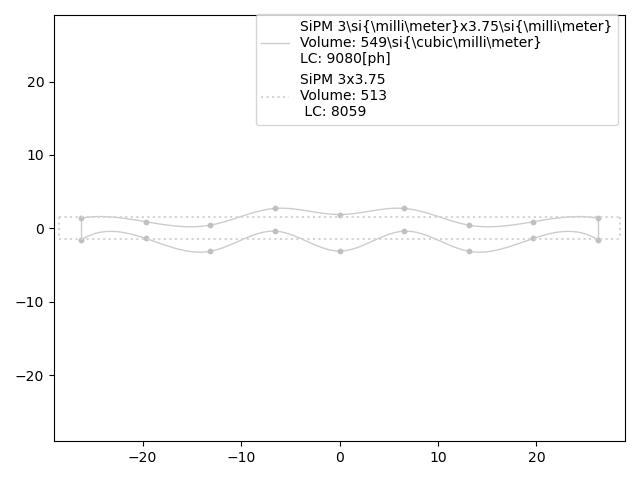 SiPM 3\si{\milli\meter}x3.75\si{\milli\meter}
Volume: 549\si{\cubic\milli\meter}
LC: 9080[ph]
SiPM 3x3.75
Volume: 513
LC: 8059
20
10
0
−10
−20
−20
−10
0
10
20